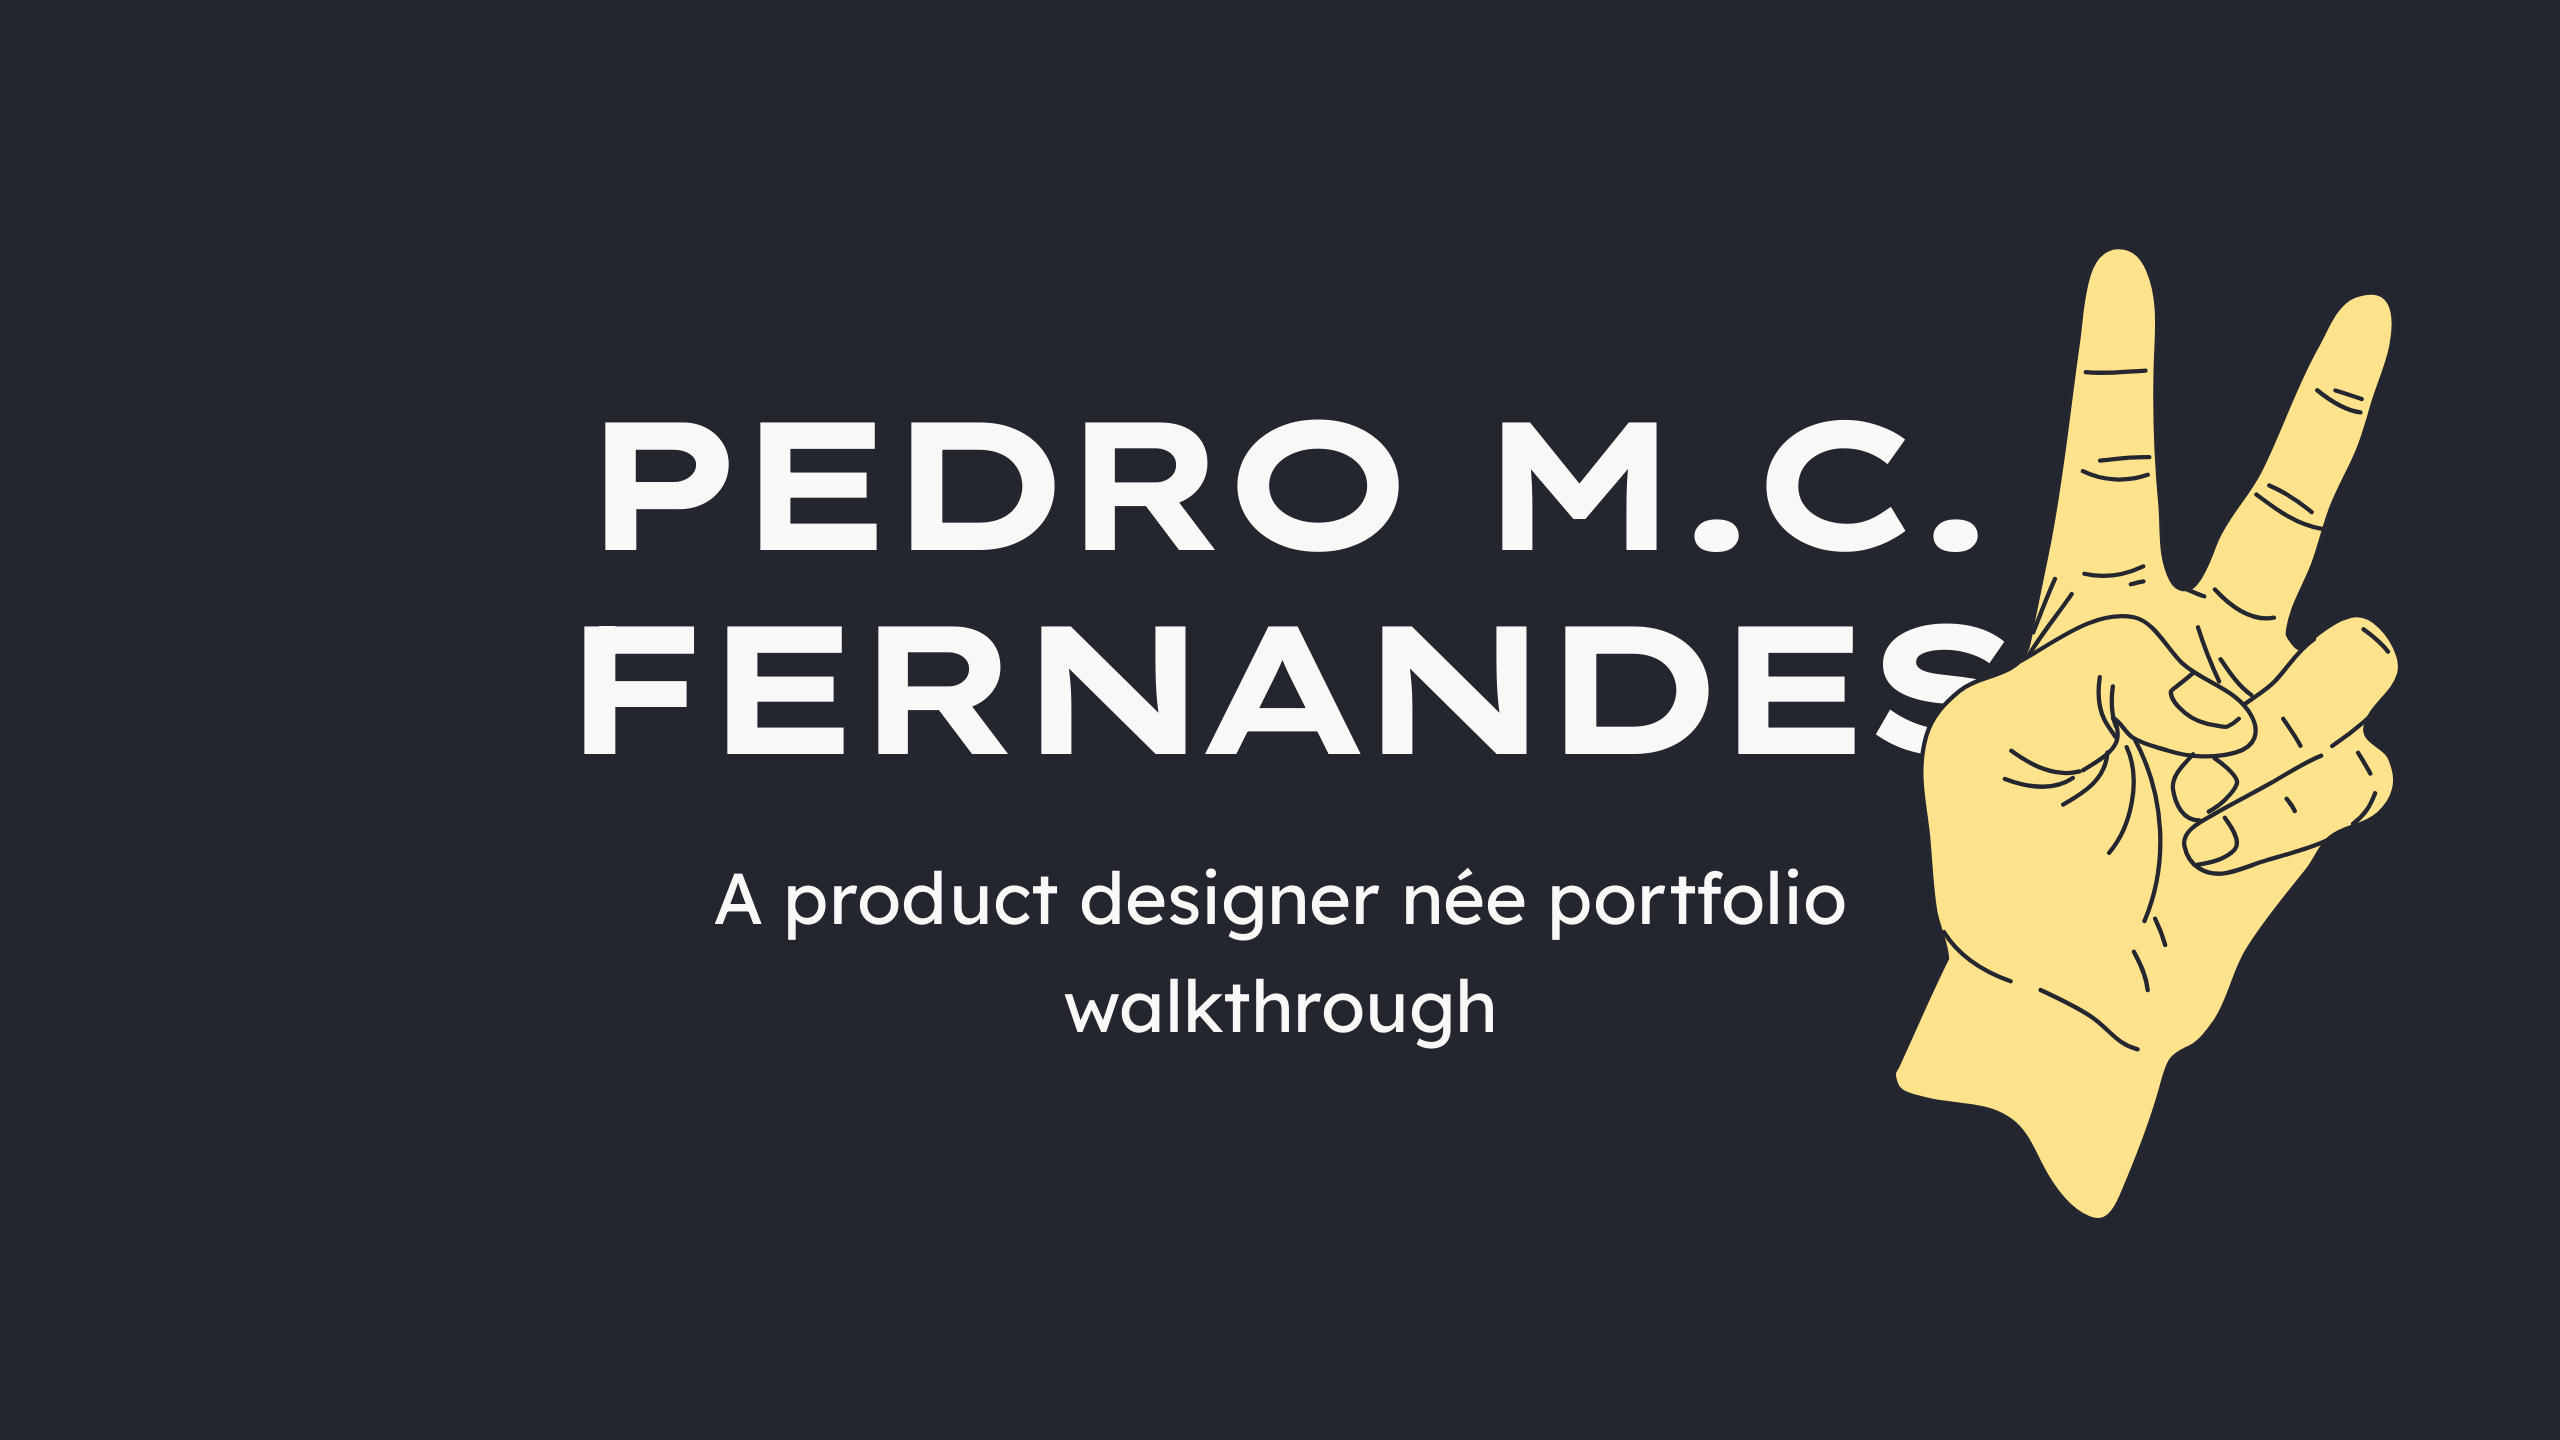 PEDRO M.C.
FERNANDES
A product designer née portfolio
walkthrough